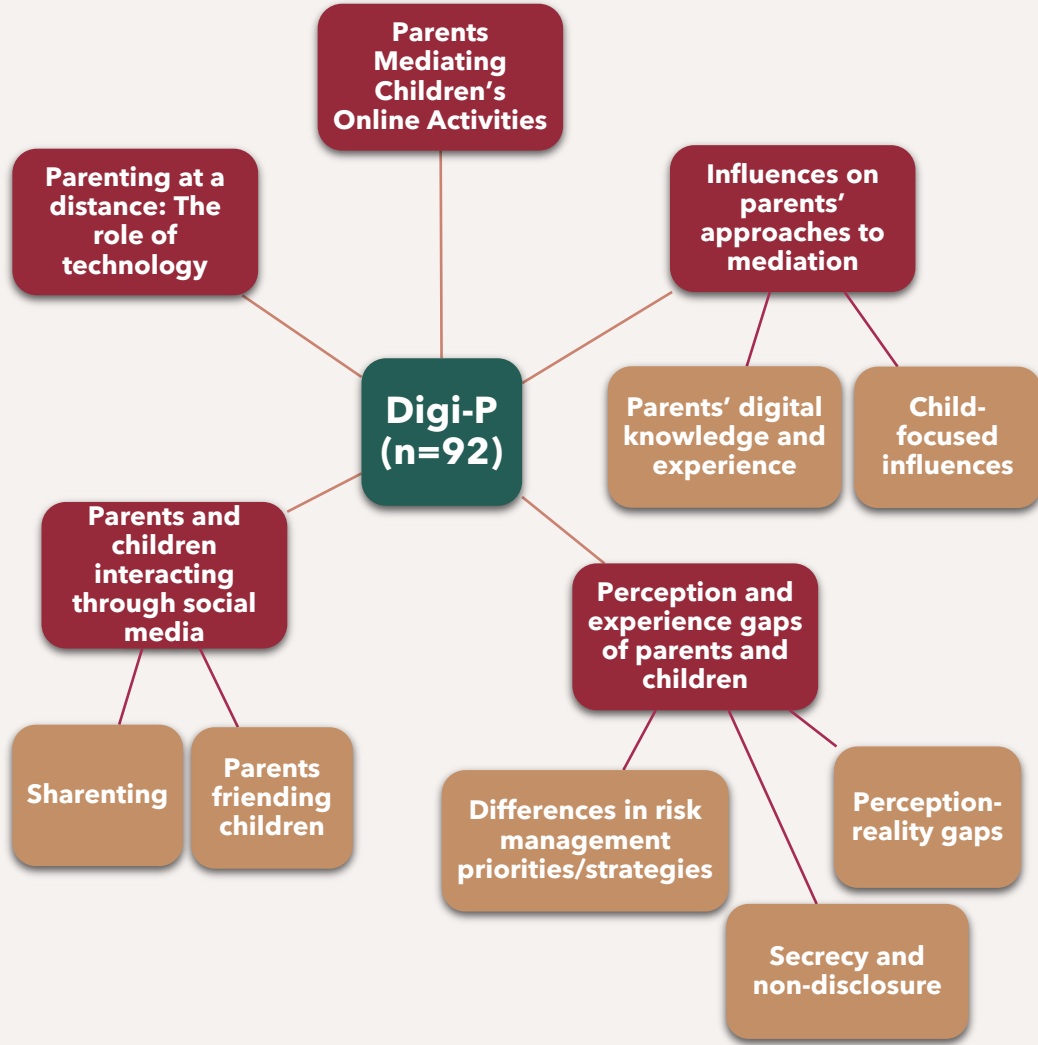 Parents
Mediating
Children's
Online Activities
Parenting at a
distance: The
role of
technology
Influences on
parents'
approaches to
mediation
Digi-P
(n=92)
Parents' digital
knowledge and
experience
Child-
focused
influences
Parents and
children
interacting
through social
media
Perception and
experience gaps
of parents and
children
Sharenting
Parents
friending
children
Differences in risk
management
priorities/strategies
Perception-
reality gaps
Secrecy and
non-disclosure